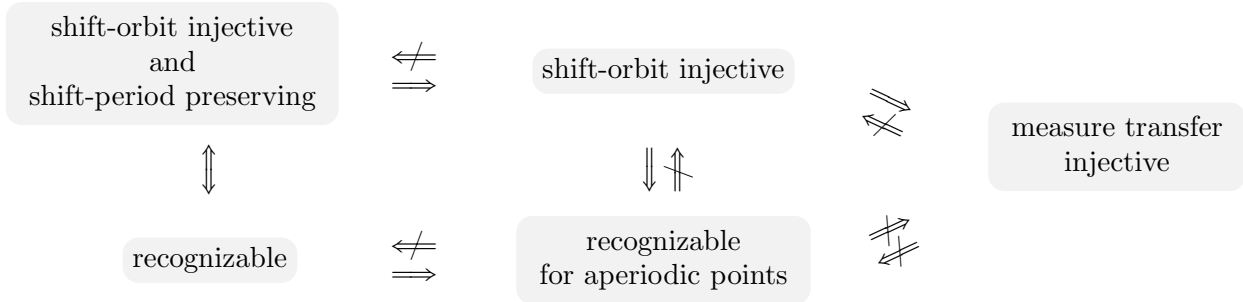 shift-orbit injective
and
shift-period preserving
shift-orbit injective
measure transfer
injective
recognizable
recognizable
for aperiodic points